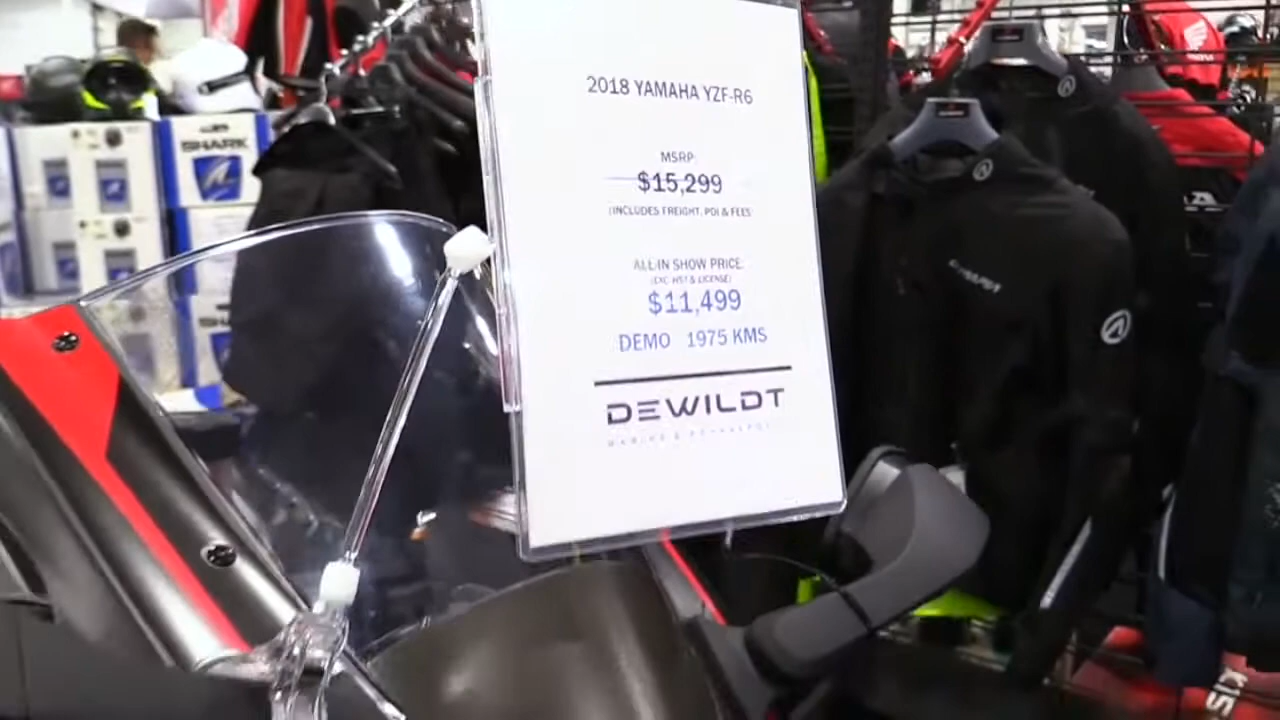 2018 YAMAHA YZF-R6
MSRP:
$15,299
(INCLUDES FREIGHT, PDI & FEES
ALL-IN SHOW PRICE:
(EXC. HST & LICENSE)
$11,499
DEMO 1975 KMS
DEWILDT
SHARK
SHARK